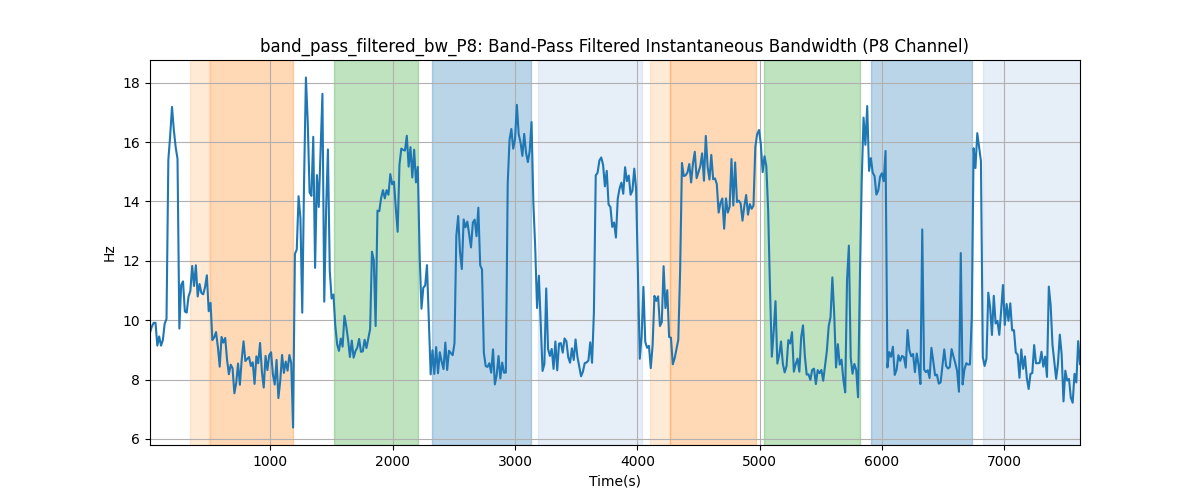 band_pass_filtered_bw_P8: Band-Pass Filtered Instantaneous Bandwidth (P8 Channel)
18
16
14
12
10
8
6
Hz
1000 2000 3000 4000 5000 6000 7000
Time(s)